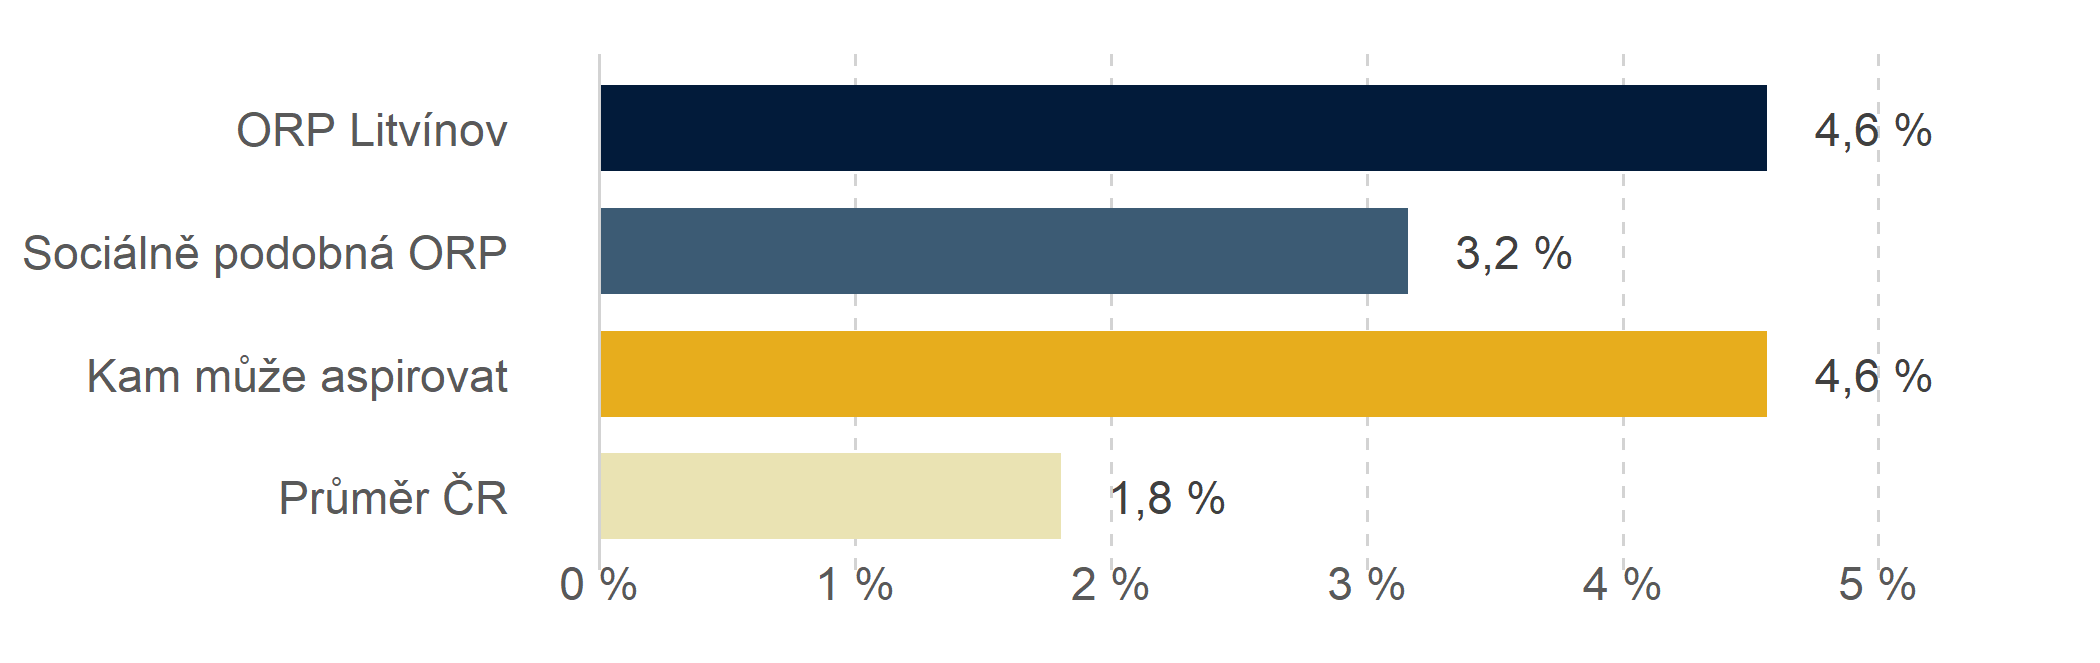 ORP Litvínov
4,6 %
Sociálně podobná ORP
3,2 %
Kam může aspirovat
4,6 %
Průměr ČR
1,8 %
0 % 1 % 2 % 3 % 4 % 5 %